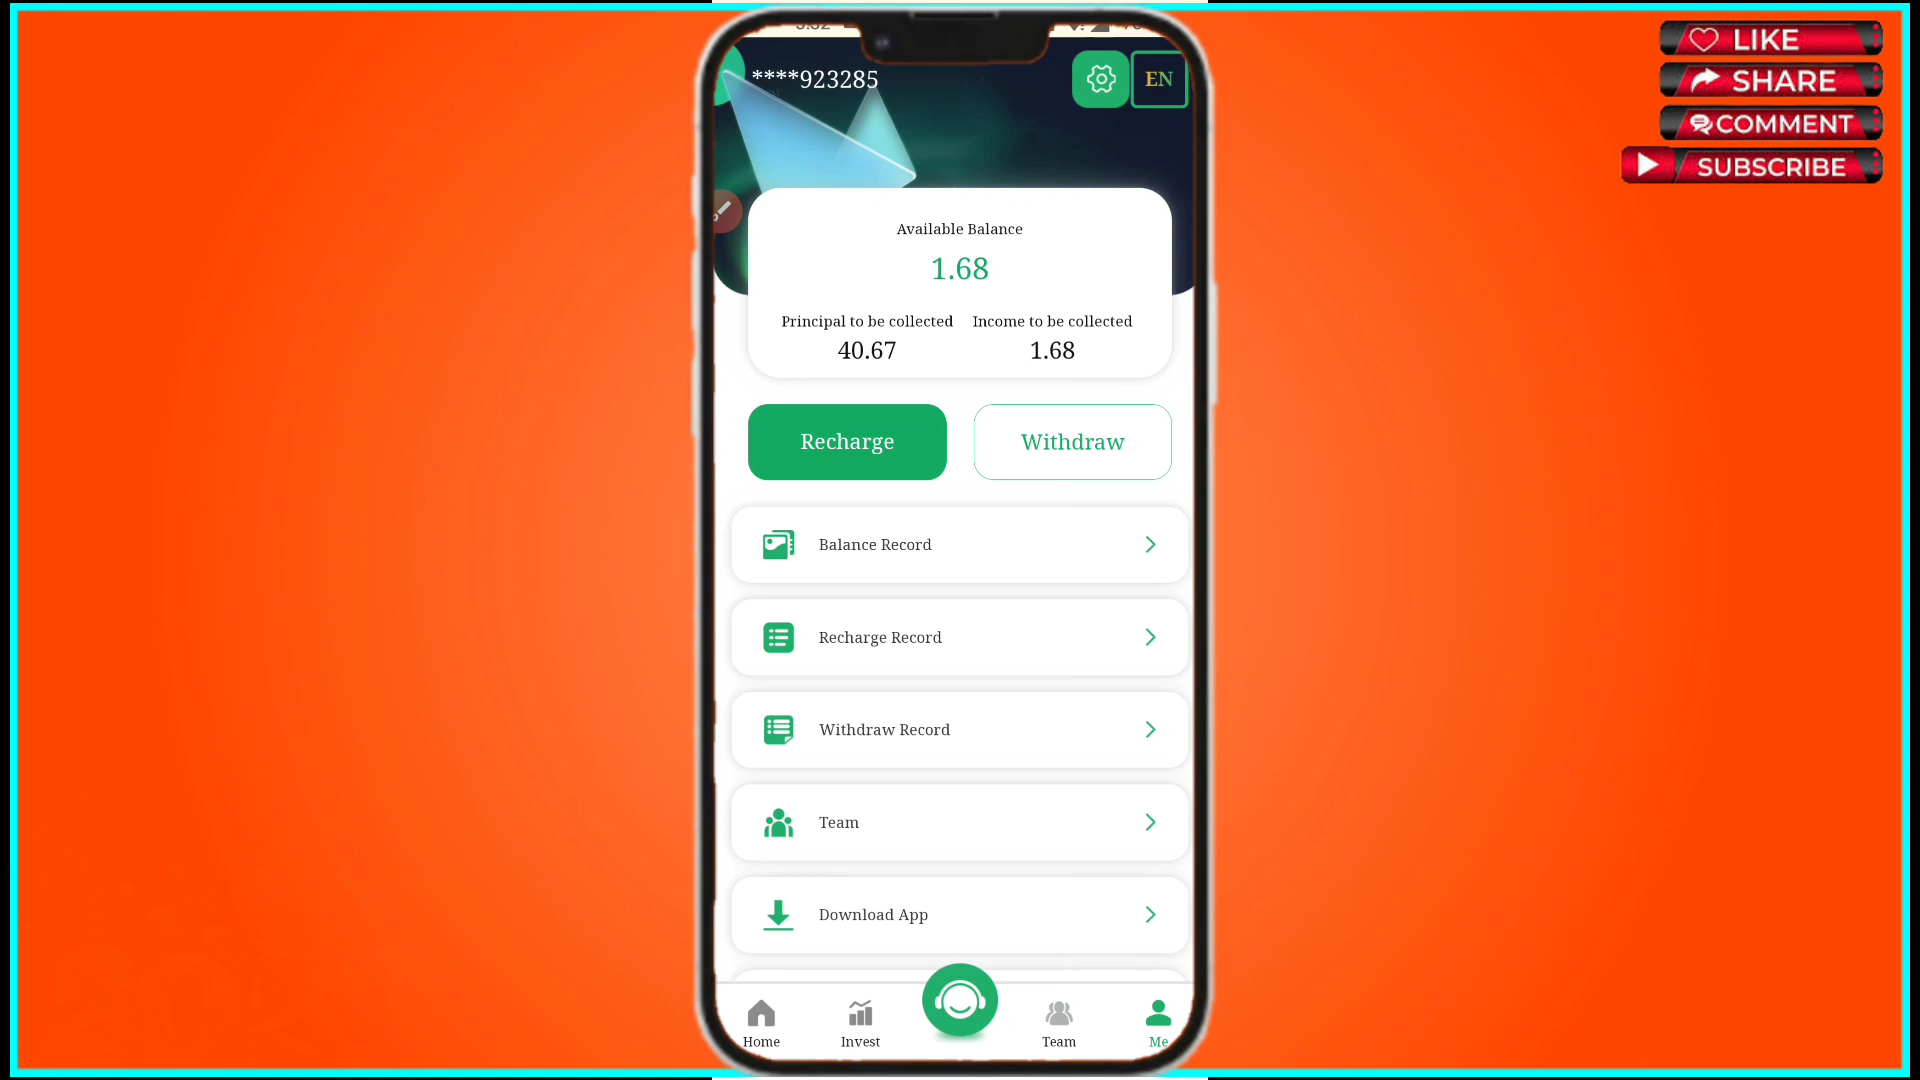 ****923285
EN
LIKE
SHARE
COMMENT
SUBSCRIBE
Available Balance
1.68
Principal to be collected
Income to be collected
40.67
1.68
Recharge
Withdraw
Balance Record
Recharge Record
Withdraw Record
Team
Download App
Home
Invest
Team
Me